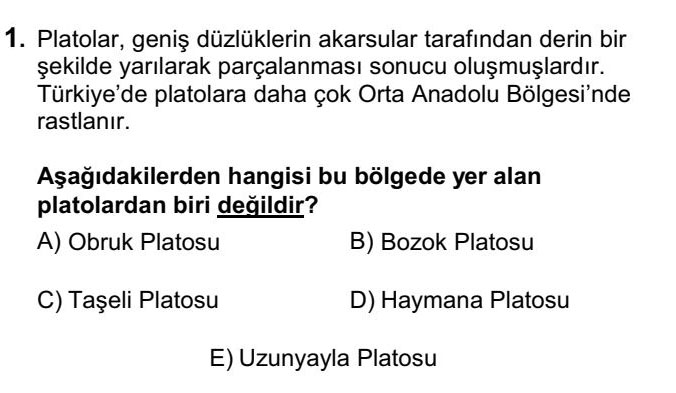 1. Platolar, geniş düzlüklerin akarsular tarafından derin bir
şekilde yarılarak parçalanması sonucu oluşmuşlardır.
Türkiye’de platolara daha çok Orta Anadolu Bölgesi’nde
rastlanır.
Aşağıdakilerden hangisi bu bölgede yer alan
platolardan biri değildir?
A) Obruk Platosu B) Bozok Platosu
C) Taşeli Platosu D) Haymana Platosu
E) Uzunyayla Platosu